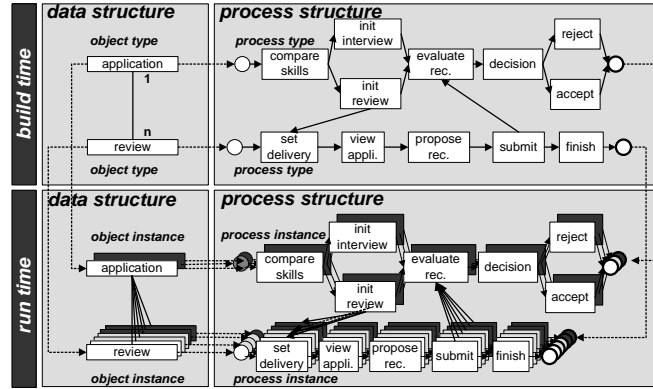 data structure
process structure
build time
object type
application
1
n
review
object type
process type
compare
skills
init
interview
init
review
evaluate
rec.
decision
reject
accept
set
delivery
view
appli.
propose
rec.
submit
finish
process type
data structure
process structure
run time
object instance
application
review
object instance
process instance
compare
skills
init
interview
init
review
evaluate
rec.
decision
reject
accept
set
delivery
view
appli.
propose
rec.
submit
finish
process instance